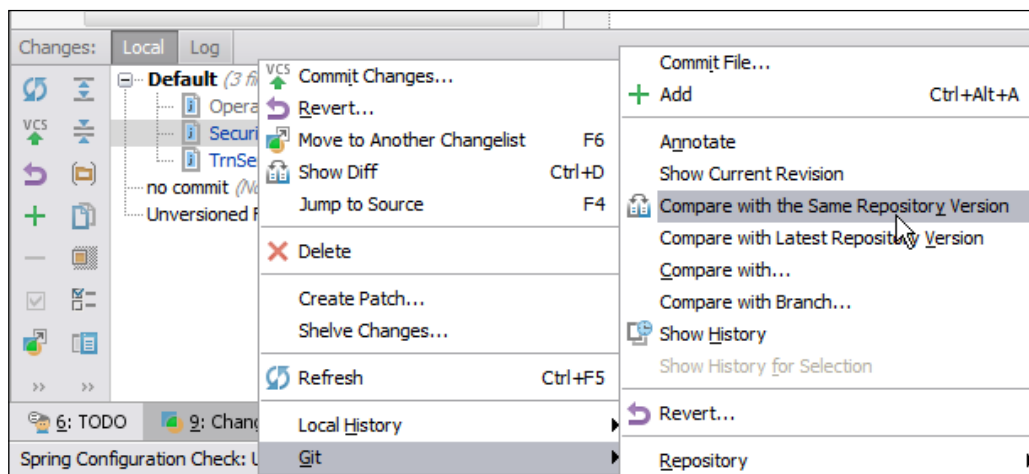 Changes: Local Log
Default (3
Opera
Securi
TrnSe
no commit
Unversioned
VCS
VCS Commit Changes...
Revert...
Move to Another Changelist F6
Show Diff Ctrl+D
Jump to Source F4
Delete
Create Patch...
Shelve Changes...
Refresh Ctrl+F5
Local History
Git
Commit File...
Add Ctrl+Alt+A
Annotate
Show Current Revision
Compare with the Same Repository Version
Compare with Latest Repository Version
Compare with...
Compare with Branch...
Show History
Show History for Selection
Revert...
Repository
6: TODO 9: Chang
Spring Configuration Check: